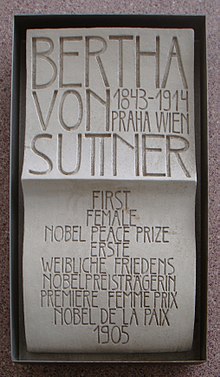 BERTHA
VON 1843-1914
PRAHA WIEN
SUTTNER
FIRST
FEMALE
NOBEL PEACE PRIZE
ERSTE
WEIBLICHE FRIEDENS
NOBELPREISTRÄGERIN
PREMIERE FEMME PRIX
NOBEL DE LA PAIX
1905